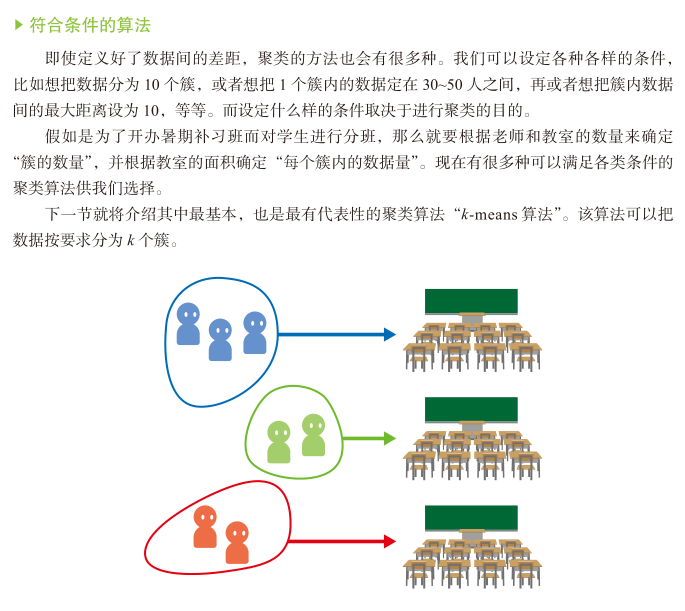 符合条件的算法
即使定义好了数据间的差距，聚类的方法也会有很多种。我们可以设定各种各样的条件，
比如想把数据分为 10 个簇，或者想把 1 个簇内的数据定在 30~50 人之间，再或者想把簇内数据
间的最大距离设为 10，等等。而设定什么样的条件取决于进行聚类的目的。
假如是为了开办暑期补习班而对学生进行分班，那么就要根据老师和教室的数量来确定
“簇的数量”，并根据教室的面积确定“每个簇内的数据量”。现在有很多种可以满足各类条件的
聚类算法供我们选择。
下一节就将介绍其中最基本，也是最有代表性的聚类算法“k-means 算法”。该算法可以把
数据按要求分为 k 个簇。